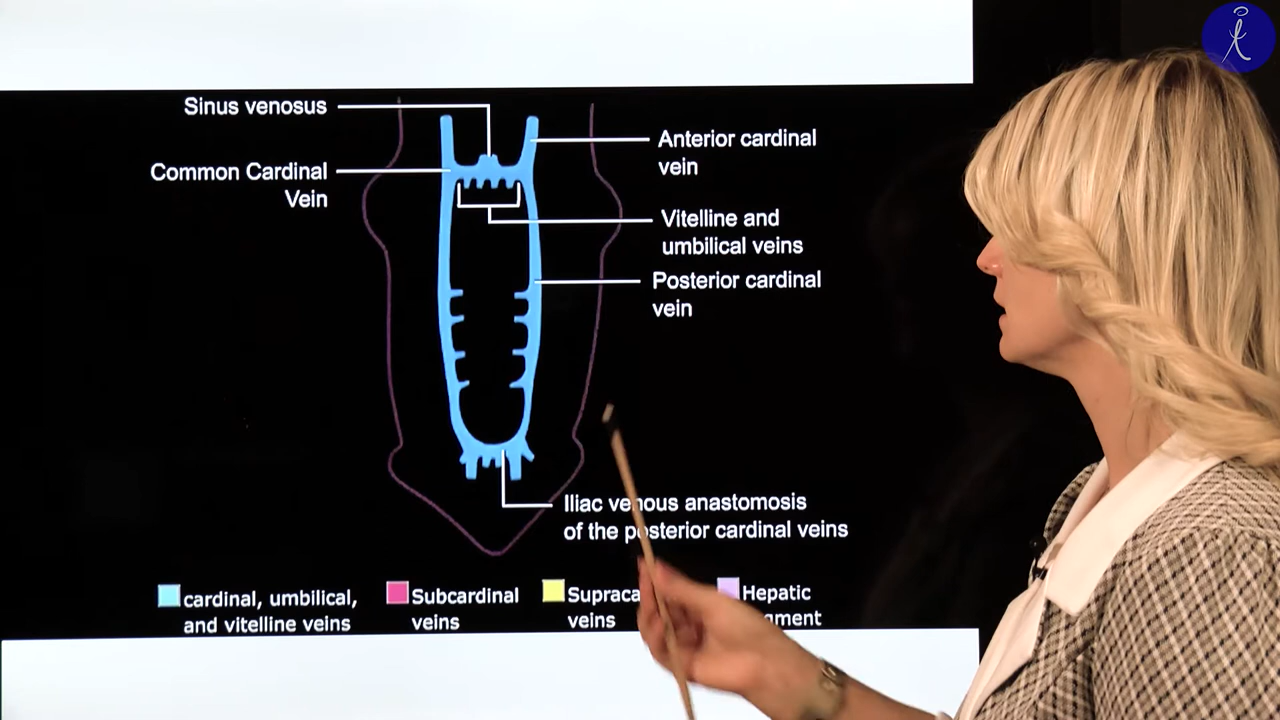 Sinus venosus
Common Cardinal
Vein
Anterior cardinal
vein
Vitelline and
umbilical veins
Posterior cardinal
vein
Iliac venous anastomosis
of the posterior cardinal veins
cardinal, umbilical,
and vitelline veins
Subcardinal
veins
veins
Hepatic